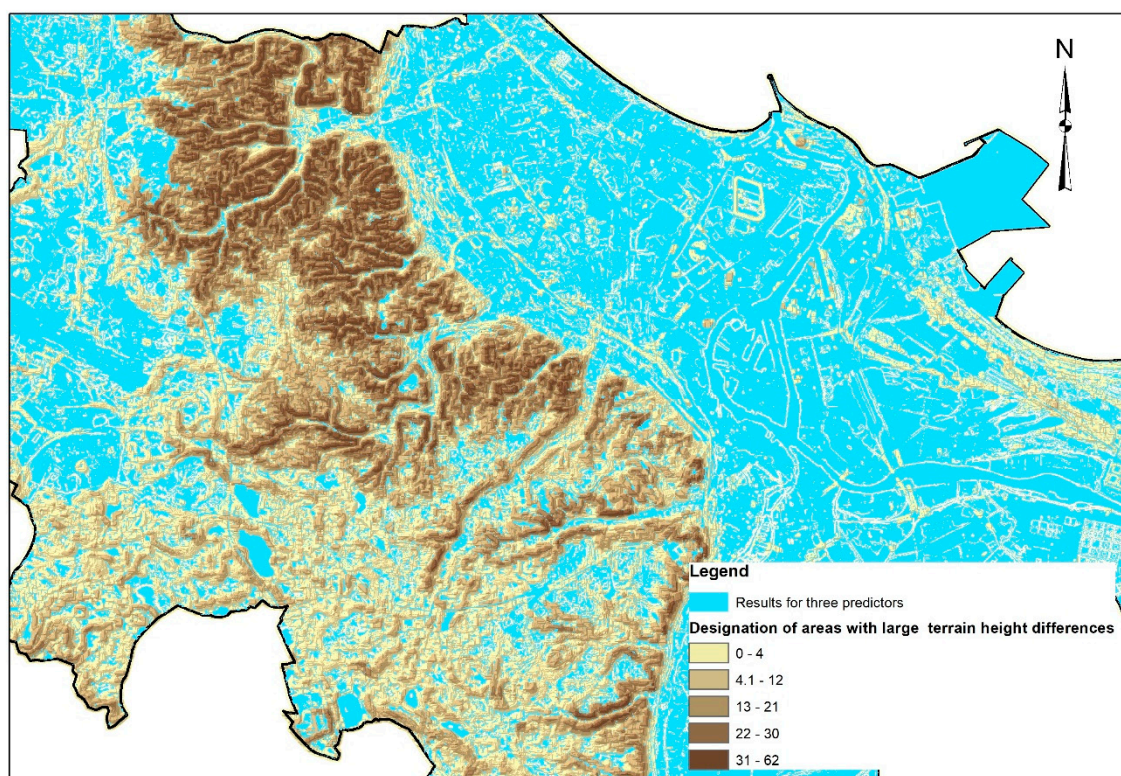 N
Legend
Results for three predictors
Designation of areas with large terrain height differences
0 - 4
4.1 - 12
13 - 21
22 - 30
31 - 62